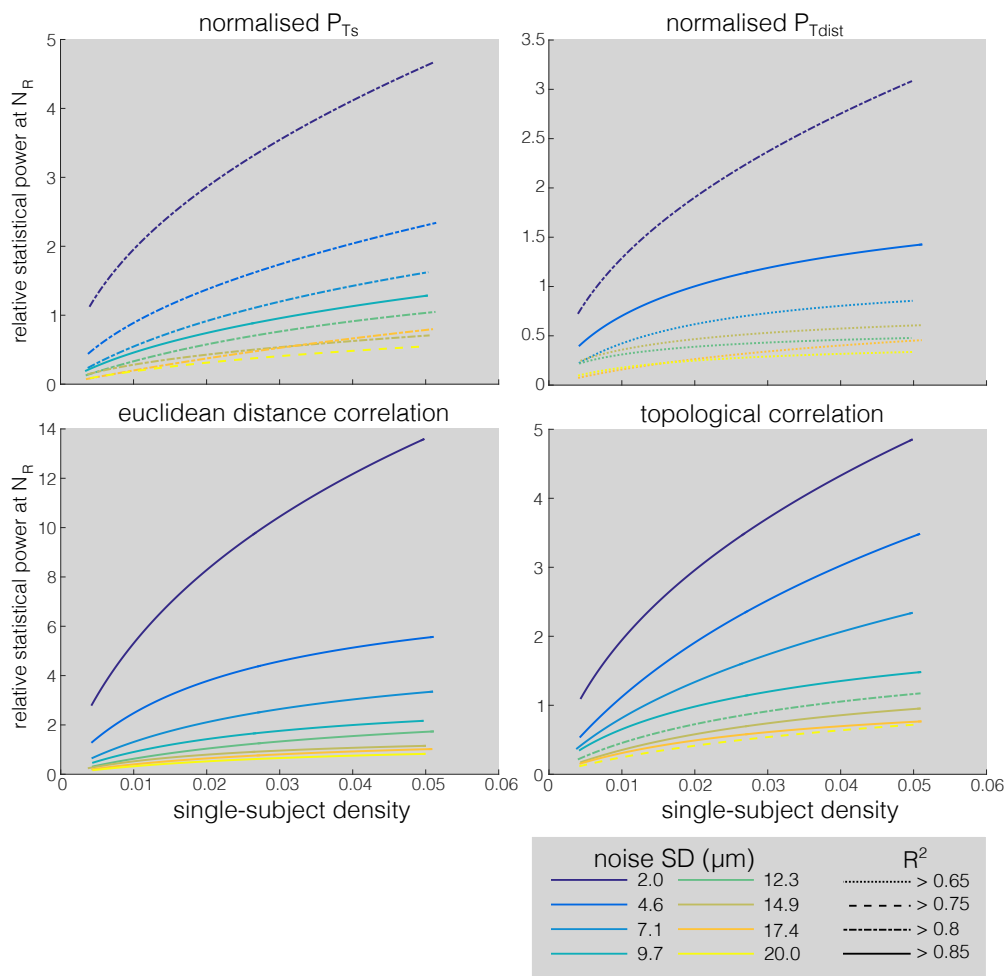 normalised P_Ts
normalised P_Tdist
relative statistical power at N_R
5
4
3
2
1
0
3.5
3
2.5
2
1.5
1
0.5
0
euclidean distance correlation
topological correlation
relative statistical power at N_R
14
12
10
8
6
4
2
0
5
4
3
2
1
0
0 0.01 0.02 0.03 0.04 0.05 0.06
0 0.01 0.02 0.03 0.04 0.05 0.06
single-subject density
single-subject density
noise SD (µm) R²
2.0 12.3 > 0.65
4.6 14.9 > 0.75
7.1 17.4 > 0.8
9.7 20.0 > 0.85